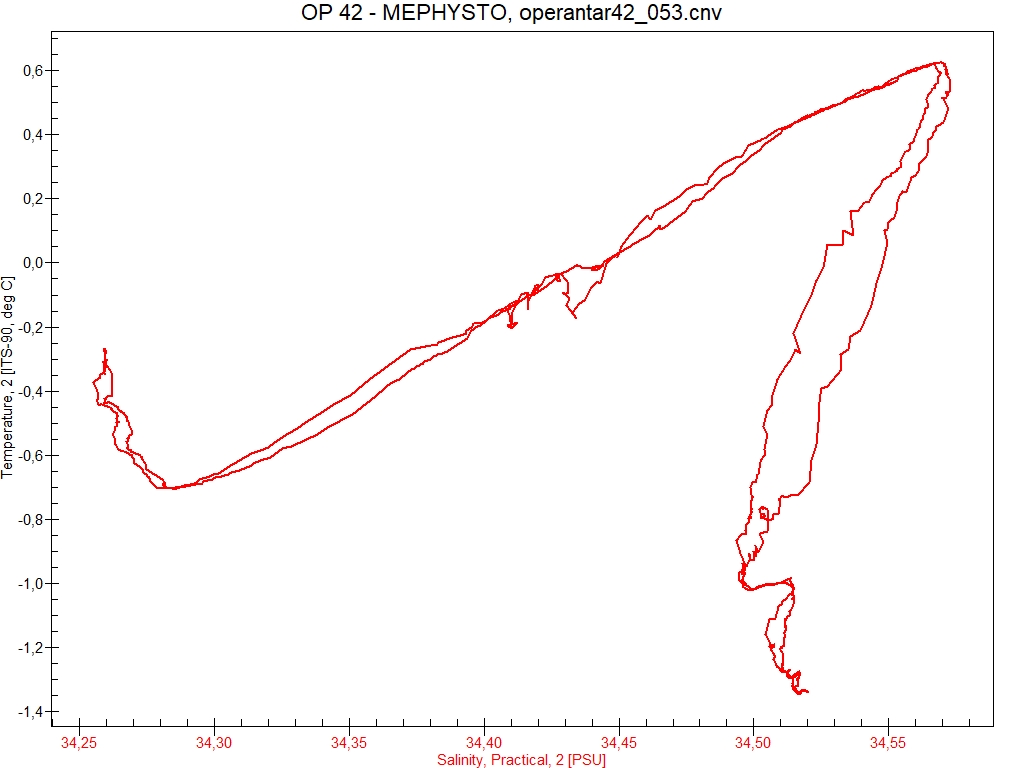 OP 42 - MEPHYSTO, operantar42_053.cnv
Temperature, 2 [ITS-90, deg C]
0,6
0,4
0,2
0,0
-0,2
-0,4
-0,6
-0,8
-1,0
-1,2
-1,4
34,25 34,30 34,35 34,40 34,45 34,50 34,55
Salinity, Practical, 2 [PSU]